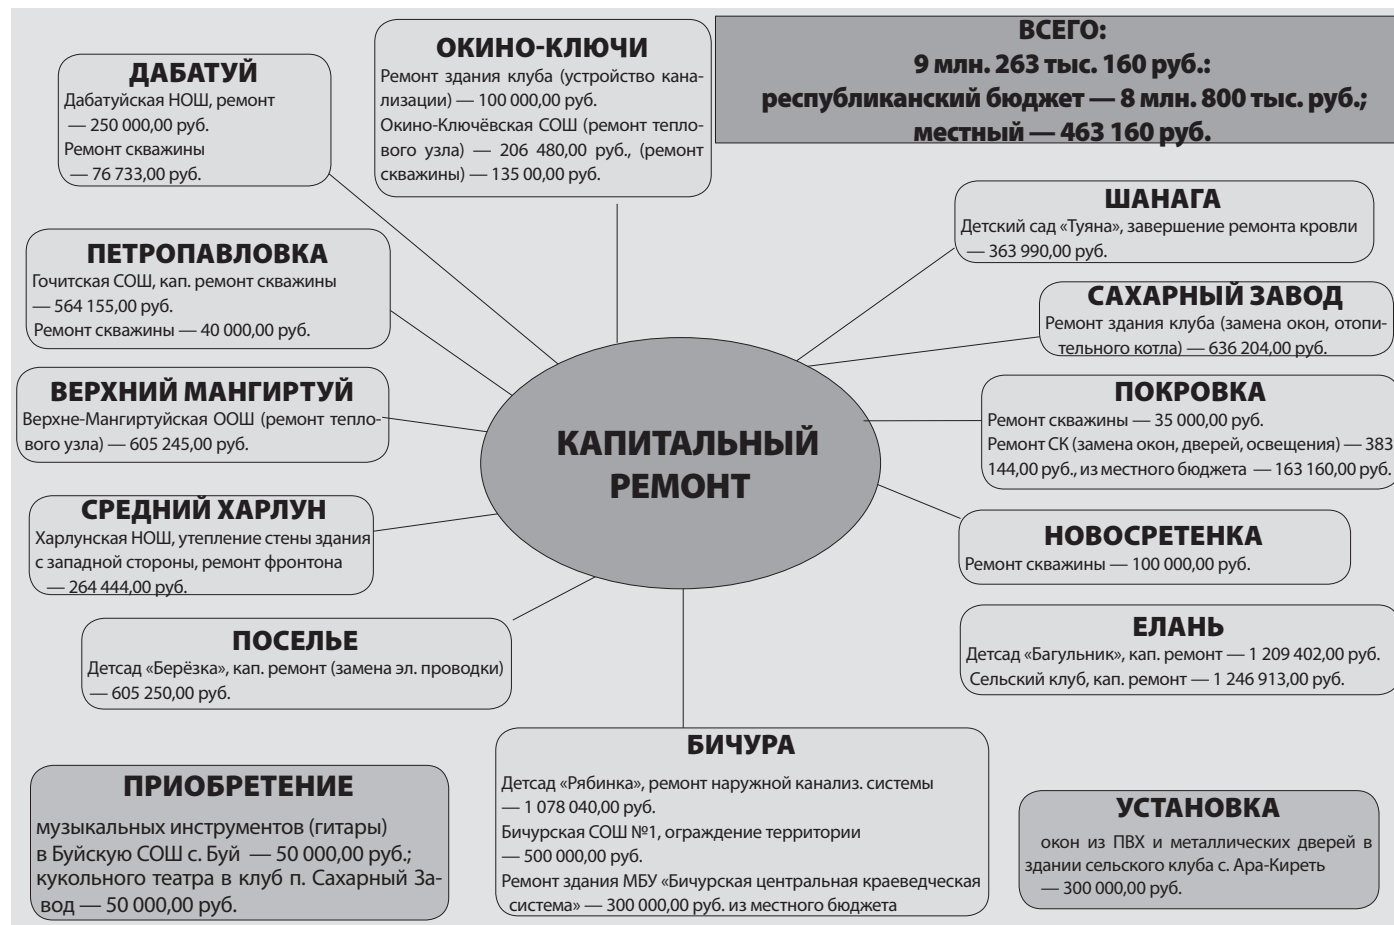 ДАБАТУЙ
Дабатуйская НОШ, ремонт
— 250 000,00 руб.
Ремонт скважины
— 76 733,00 руб.
ОКИНО-КЛЮЧИ
Ремонт здания клуба (устройство кана-
лизации) — 100 000,00 руб.
Окино-Ключёвская СОШ (ремонт тепло-
вого узла) — 206 480,00 руб., (ремонт
скважины) — 135 00,00 руб.
ВСЕГО:
9 млн. 263 тыс. 160 руб.:
республиканский бюджет — 8 млн. 800 тыс. руб.;
местный — 463 160 руб.
ПЕТРОПАВЛОВКА
Гочитская СОШ, кап. ремонт скважины
— 564 155,00 руб.
Ремонт скважины — 40 000,00 руб.
ШАНАГА
Детский сад «Туяна», завершение ремонта кровли
— 363 990,00 руб.
САХАРНЫЙ ЗАВОД
Ремонт здания клуба (замена окон, отопи-
тельного котла) — 636 204,00 руб.
ВЕРХНИЙ МАНГИРТУЙ
Верхне-Мангиртуйская ООШ (ремонт тепло-
вого узла) — 605 245,00 руб.
КАПИТАЛЬНЫЙ
РЕМОНТ
ПОКРОВКА
Ремонт скважины — 35 000,00 руб.
Ремонт СК (замена окон, дверей, освещения) — 383
144,00 руб., из местного бюджета — 163 160,00 руб.
СРЕДНИЙ ХАРЛУН
Харлунская НОШ, утепление стены здания
с западной стороны, ремонт фронтона
— 264 444,00 руб.
НОВОСРЕТЕНКА
Ремонт скважины — 100 000,00 руб.
ПОСЕЛЬЕ
Детсад «Берёзка», кап. ремонт (замена эл. проводки)
— 605 250,00 руб.
ЕЛАНЬ
Детсад «Багульник», кап. ремонт — 1 209 402,00 руб.
Сельский клуб, кап. ремонт — 1 246 913,00 руб.
ПРИОБРЕТЕНИЕ
музыкальных инструментов (гитары)
в Буйскую СОШ с. Буй — 50 000,00 руб.;
кукольного театра в клуб п. Сахарный За-
вод — 50 000,00 руб.
БИЧУРА
Детсад «Рябинка», ремонт наружной канализ. системы
— 1 078 040,00 руб.
Бичурская СОШ №1, ограждение территории
— 500 000,00 руб.
Ремонт здания МБУ «Бичурская центральная краеведческая
система» — 300 000,00 руб. из местного бюджета
УСТАНОВКА
окон из ПВХ и металлических дверей в
здании сельского клуба с. Ара-Киреть
— 300 000,00 руб.